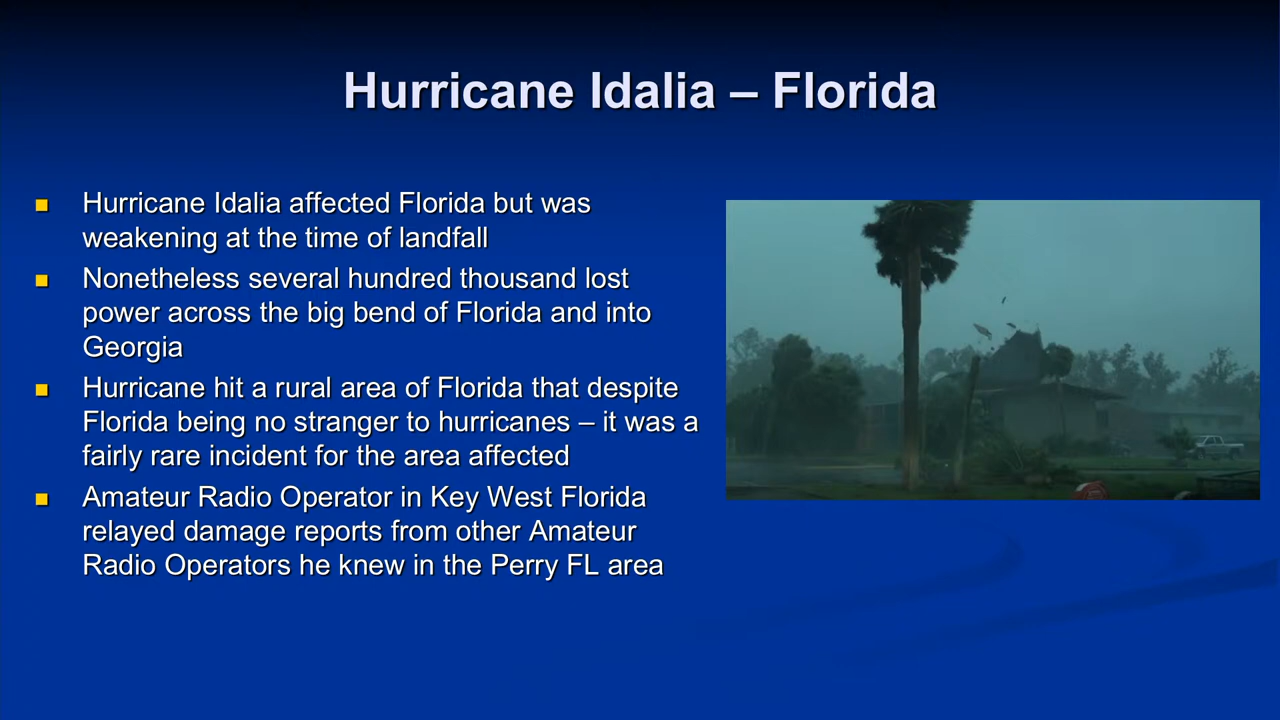 Hurricane Idalia – Florida
Hurricane Idalia affected Florida but was
weakening at the time of landfall
Nonetheless several hundred thousand lost
power across the big bend of Florida and into
Georgia
Hurricane hit a rural area of Florida that despite
Florida being no stranger to hurricanes – it was a
fairly rare incident for the area affected
Amateur Radio Operator in Key West Florida
relayed damage reports from other Amateur
Radio Operators he knew in the Perry FL area